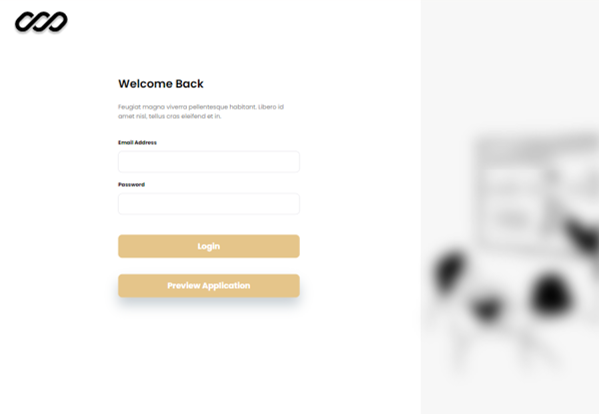 Welcome Back
Feugiat magna viverra pellentesque habitant. Libero id
amet nisl, tellus cras eleifend et in.
Email Address
Password
Login
Preview Application